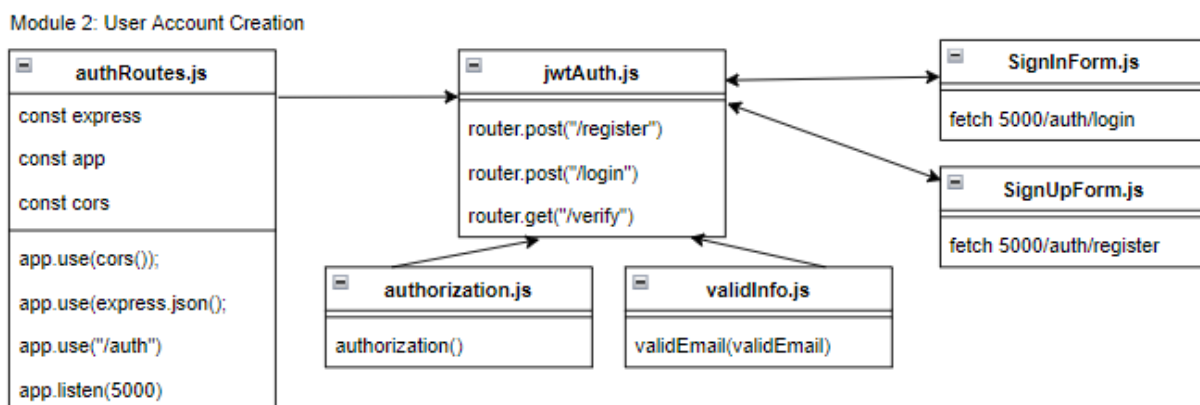 Module 2: User Account Creation
authRoutes.js
const express
const app
const cors
app.use(cors());
app.use(express.json();
app.use("/auth")
app.listen(5000)
jwtAuth.js
router.post("/register")
router.post("/login")
router.get("/verify")
SignInForm.js
fetch 5000/auth/login
SignUpForm.js
fetch 5000/auth/register
authorization.js
authorization()
validInfo.js
validEmail(validEmail)